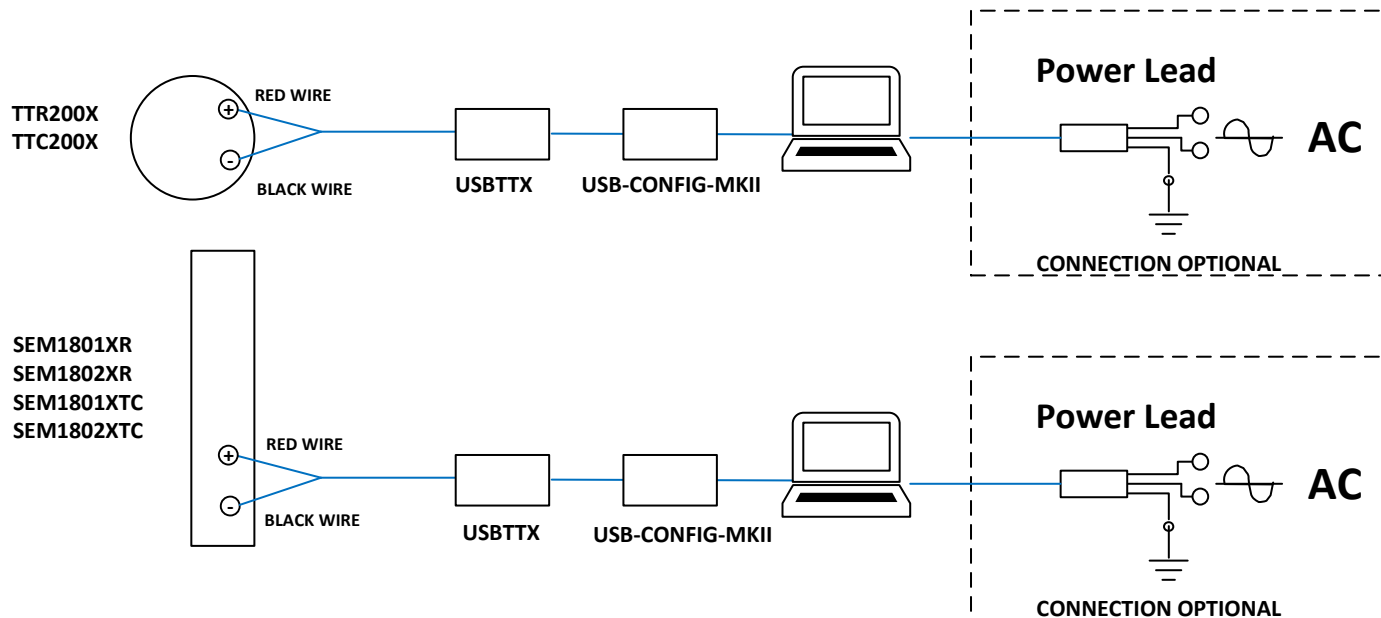 Power Lead
RED WIRE
TTR200X
TTC200X
+
-
AC
BLACK WIRE
USBTTX
USB-CONFIG-MKII
CONNECTION OPTIONAL
SEM1801XR
SEM1802XR
SEM1801XTC
SEM1802XTC
Power Lead
RED WIRE
+
-
AC
BLACK WIRE
USBTTX
USB-CONFIG-MKII
CONNECTION OPTIONAL